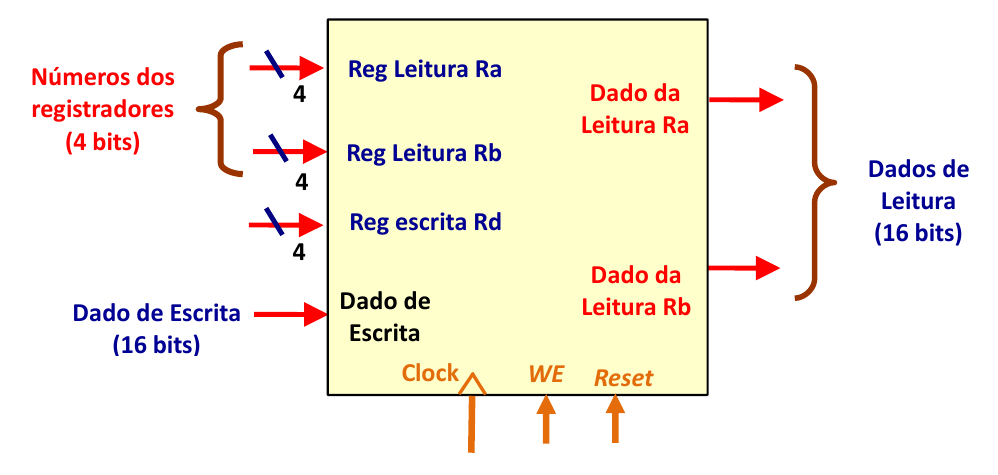 Números dos
registradores
(4 bits)
4
4
4
Dado de Escrita
(16 bits)
Reg Leitura Ra
Reg Leitura Rb
Reg escrita Rd
Dado de
Escrita
Clock
WE
Reset
Dado da
Leitura Ra
Dado da
Leitura Rb
Dados de
Leitura
(16 bits)